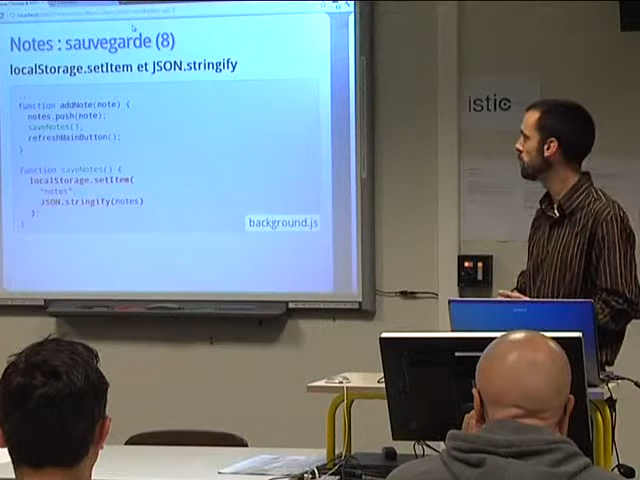 Notes : sauvegarde (8)
localStorage.setItem et JSON.stringify
...
function addNote(note) {
notes.push(note);
saveNotes();
refreshMainButton();
}
function saveNotes() {
localStorage.setItem(
"notes",
JSON.stringify(notes)
);
}
background.js
istic